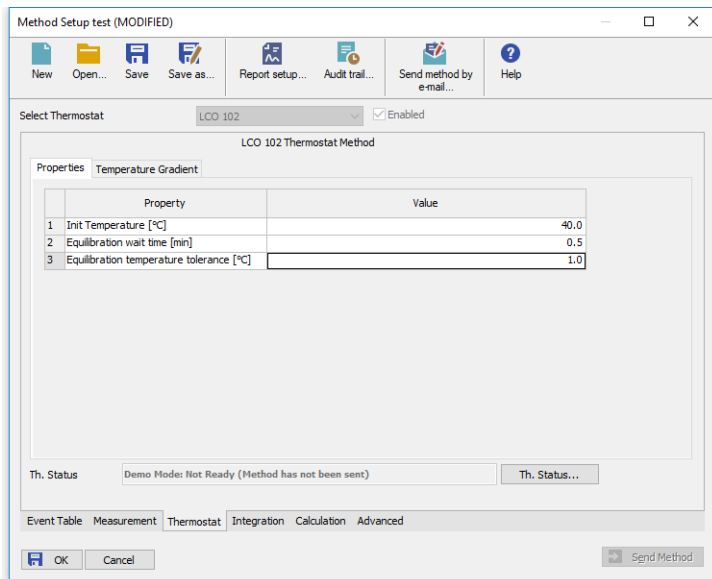 Method Setup test (MODIFIED)
New Open... Save Save as... Report setup... Audit trail... Send method by e-mail... Help
Select Thermostat LCO 102 Enabled
LCO 102 Thermostat Method
Properties Temperature Gradient
Property Value
1 Init Temperature [°C] 40.0
2 Equilibration wait time [min] 0.5
3 Equilibration temperature tolerance [°C] 1.0
Th. Status Demo Mode: Not Ready (Method has not been sent) Th. Status...
Event Table Measurement Thermostat Integration Calculation Advanced
OK Cancel Send Method